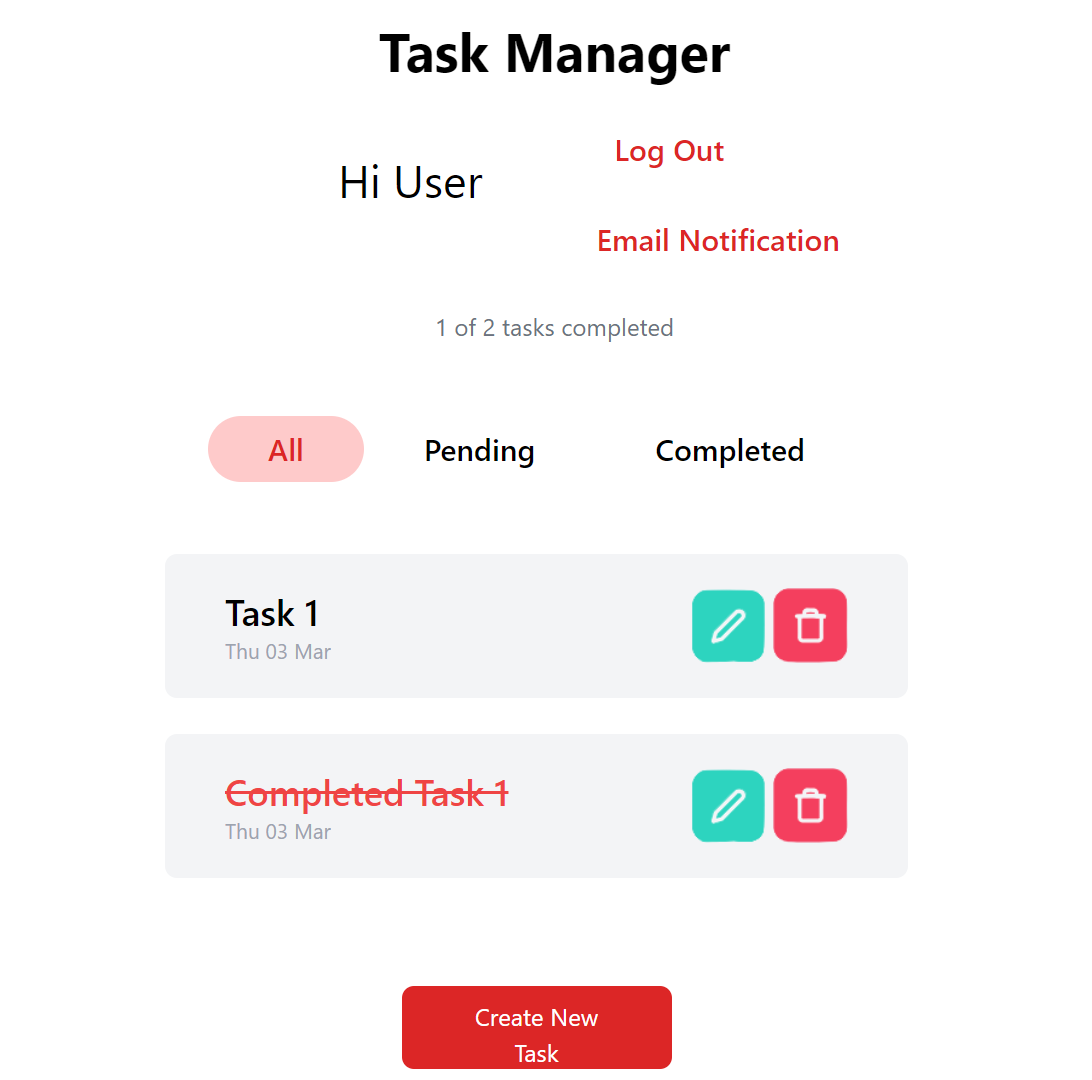 Task Manager
Hi User
Log Out
Email Notification
1 of 2 tasks completed
All
Pending
Completed
Task 1
Thu 03 Mar
Completed Task 1
Thu 03 Mar
Create New
Task